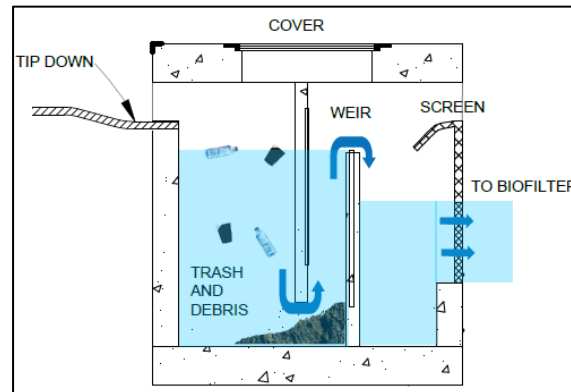 COVER
TIP DOWN
WEIR
SCREEN
TO BIOFILTER
TRASH
AND
DEBRIS